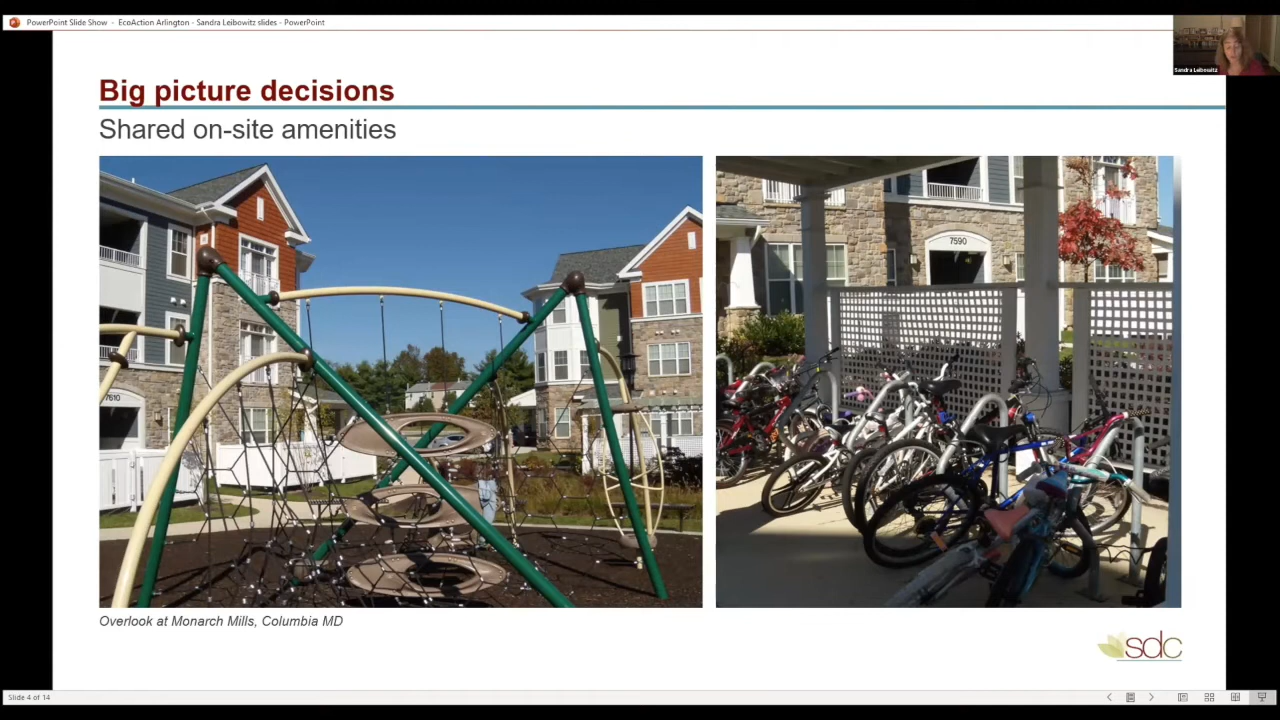 PowerPoint Slide Show - EcoAction Arlington - Sandra Leibowitz slides - PowerPoint
Sandra Leibowitz
Big picture decisions
Shared on-site amenities
7610
7590
Overlook at Monarch Mills, Columbia MD
sdc
Slide 4 of 14